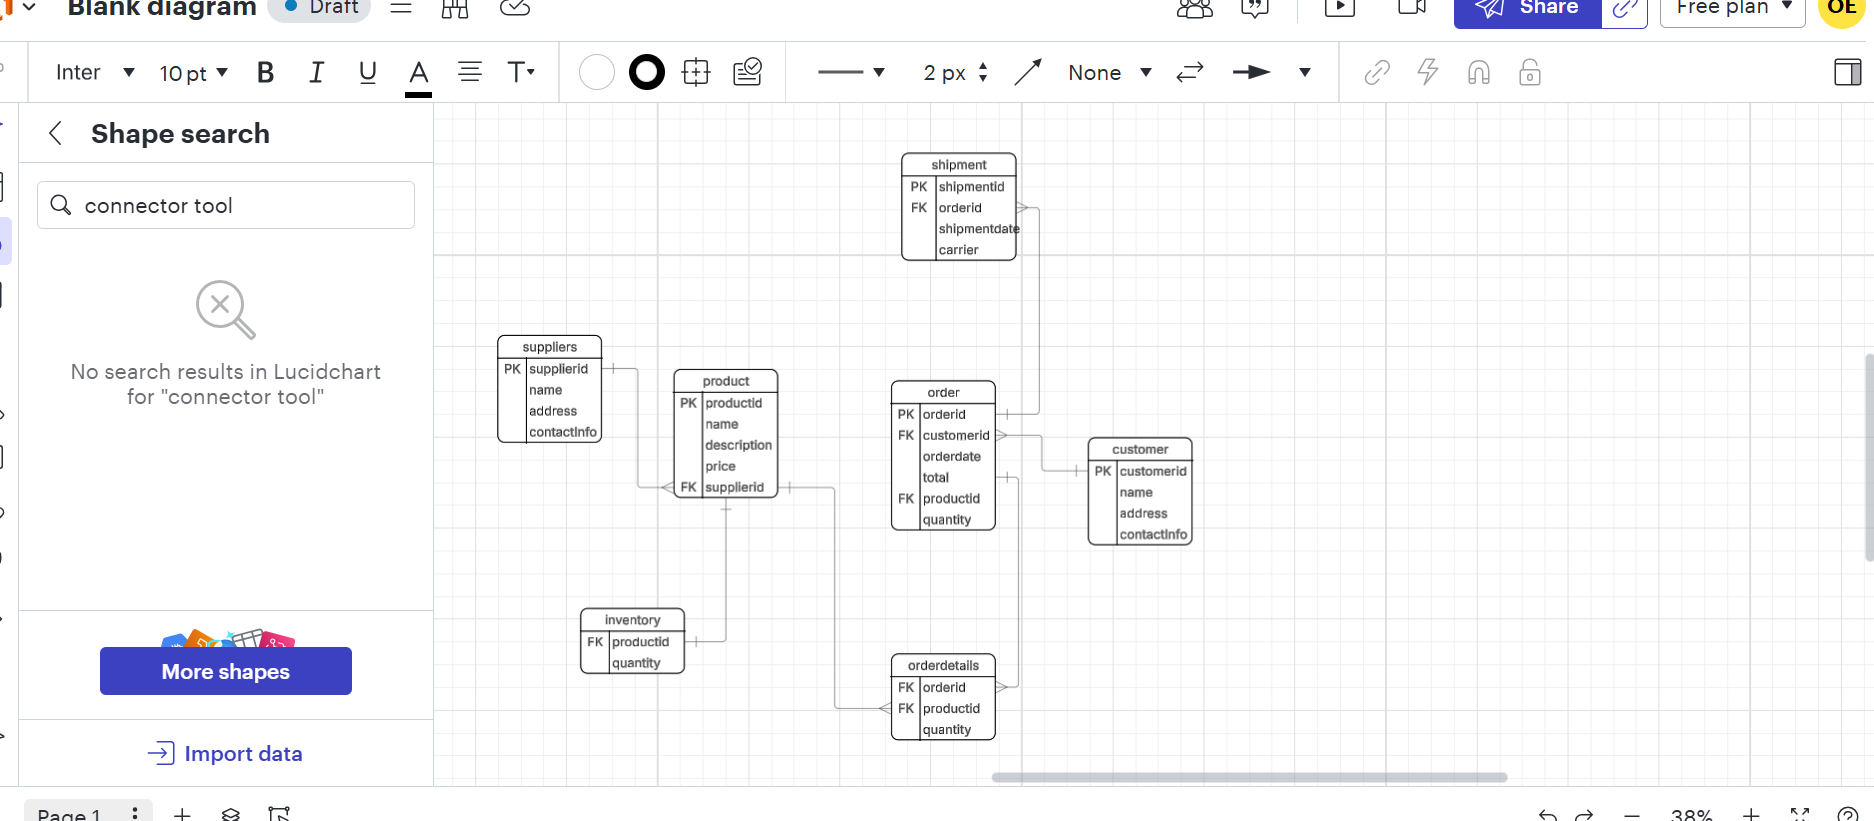 Blank diagram
Draft
Share
Free plan
OE
Inter
10 pt
B
I
U
A
T
2 px
None
Shape search
connector tool
No search results in Lucidchart
for "connector tool"
More shapes
Import data
shipment
PK shipmentid
FK orderid
shipmentdate
carrier
suppliers
PK supplierid
name
address
contactInfo
product
PK productid
name
description
price
FK supplierid
order
PK orderid
FK customerid
orderdate
total
FK productid
quantity
customer
PK customerid
name
address
contactInfo
inventory
FK productid
quantity
orderdetails
FK orderid
FK productid
quantity
Page 1
38%